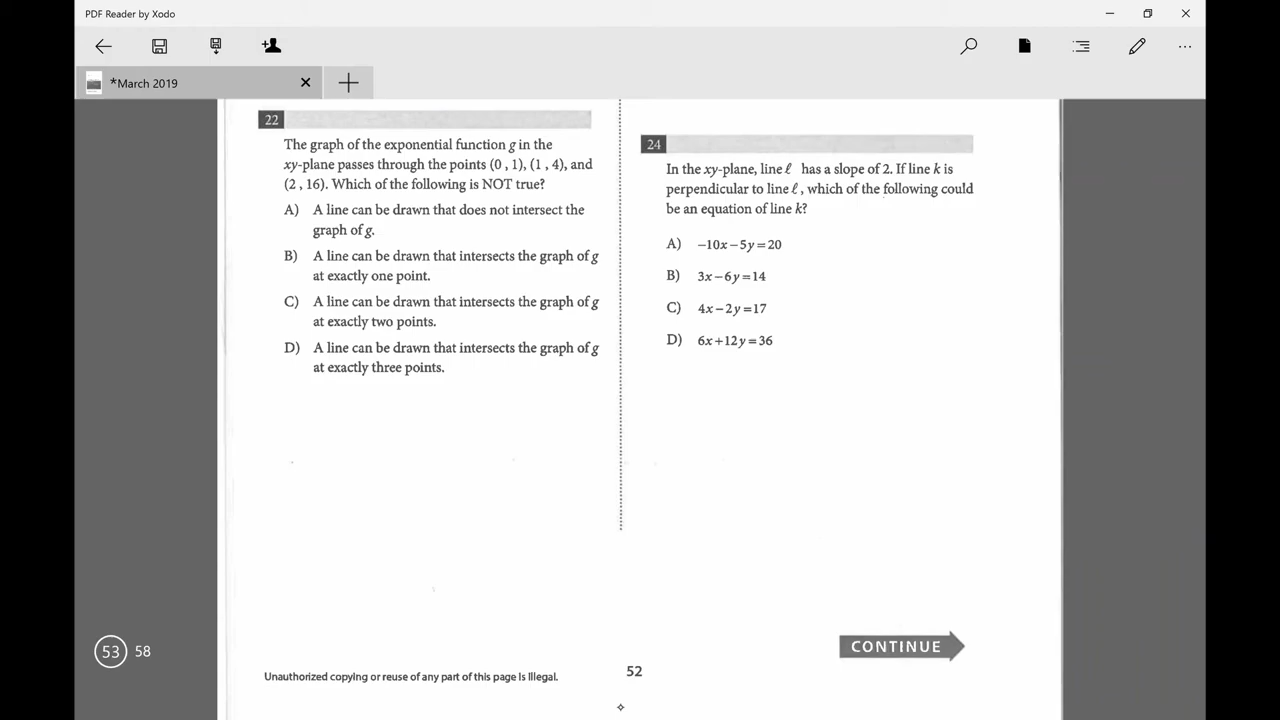 PDF Reader by Xodo
*March 2019
22
The graph of the exponential function g in the
xy-plane passes through the points (0 , 1), (1 , 4), and
(2 , 16). Which of the following is NOT true?
A) A line can be drawn that does not intersect the
graph of g.
B) A line can be drawn that intersects the graph of g
at exactly one point.
C) A line can be drawn that intersects the graph of g
at exactly two points.
D) A line can be drawn that intersects the graph of g
at exactly three points.
24
In the xy-plane, line ℓ has a slope of 2. If line k is
perpendicular to line ℓ, which of the following could
be an equation of line k?
A) −10x − 5y = 20
B) 3x − 6y = 14
C) 4x − 2y = 17
D) 6x + 12y = 36
CONTINUE
53 58
Unauthorized copying or reuse of any part of this page is illegal.
52